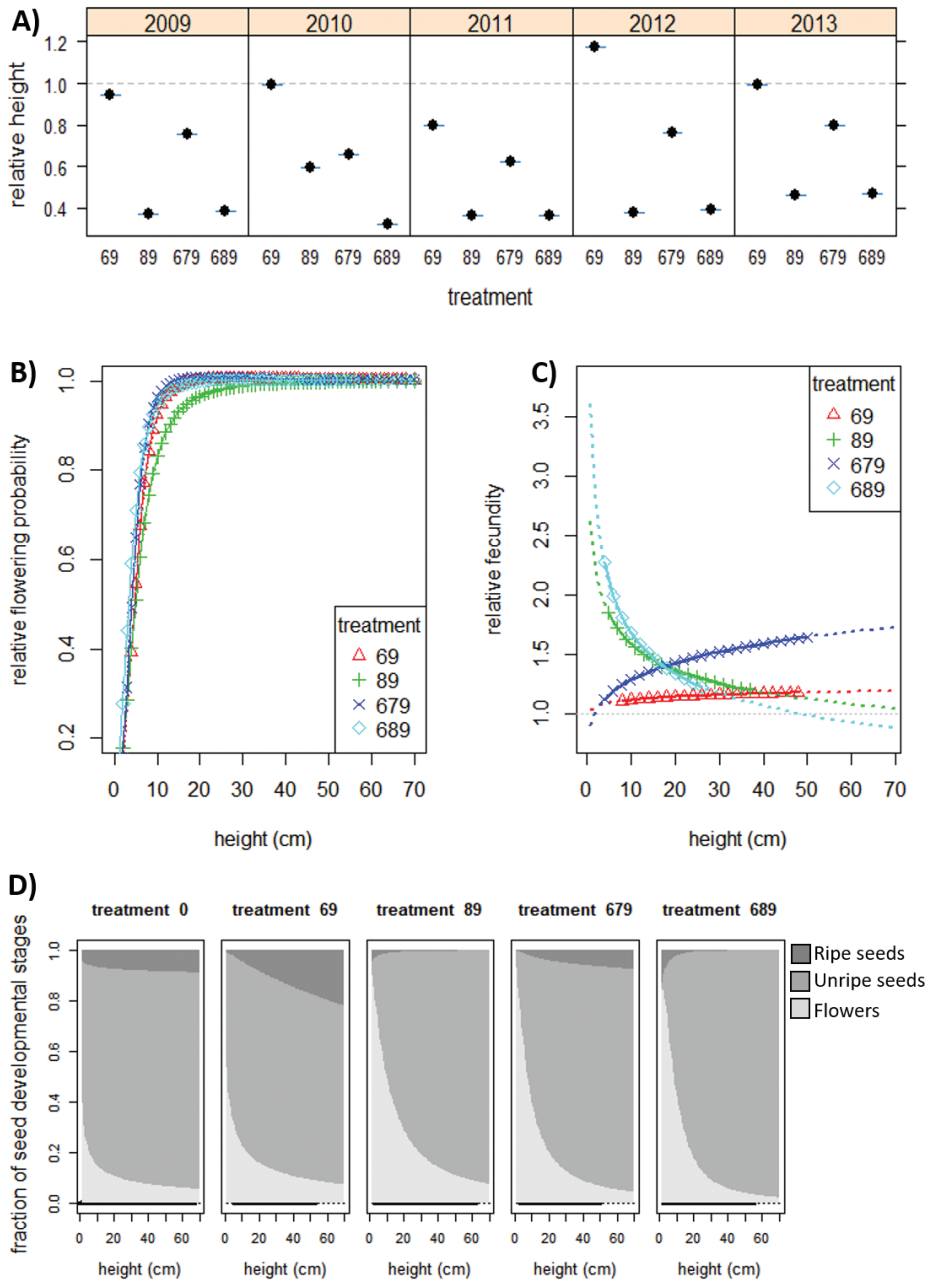 A)
2009 2010 2011 2012 2013
relative height
1.2
1.0
0.8
0.6
0.4
69 89 679 689 69 89 679 689 69 89 679 689 69 89 679 689 69 89 679 689
treatment
B)
relative flowering probability
1.0
0.8
0.6
0.4
0.2
treatment
69
89
679
689
0 10 20 30 40 50 60 70
height (cm)
C)
relative fecundity
3.5
3.0
2.5
2.0
1.5
1.0
treatment
69
89
679
689
0 10 20 30 40 50 60 70
height (cm)
D)
fraction of seed developmental stages
treatment 0 treatment 69 treatment 89 treatment 679 treatment 689
1.0
0.8
0.6
0.4
0.2
0.0
Ripe seeds
Unripe seeds
Flowers
0 20 40 60 0 20 40 60 0 20 40 60 0 20 40 60 0 20 40 60
height (cm) height (cm) height (cm) height (cm) height (cm)